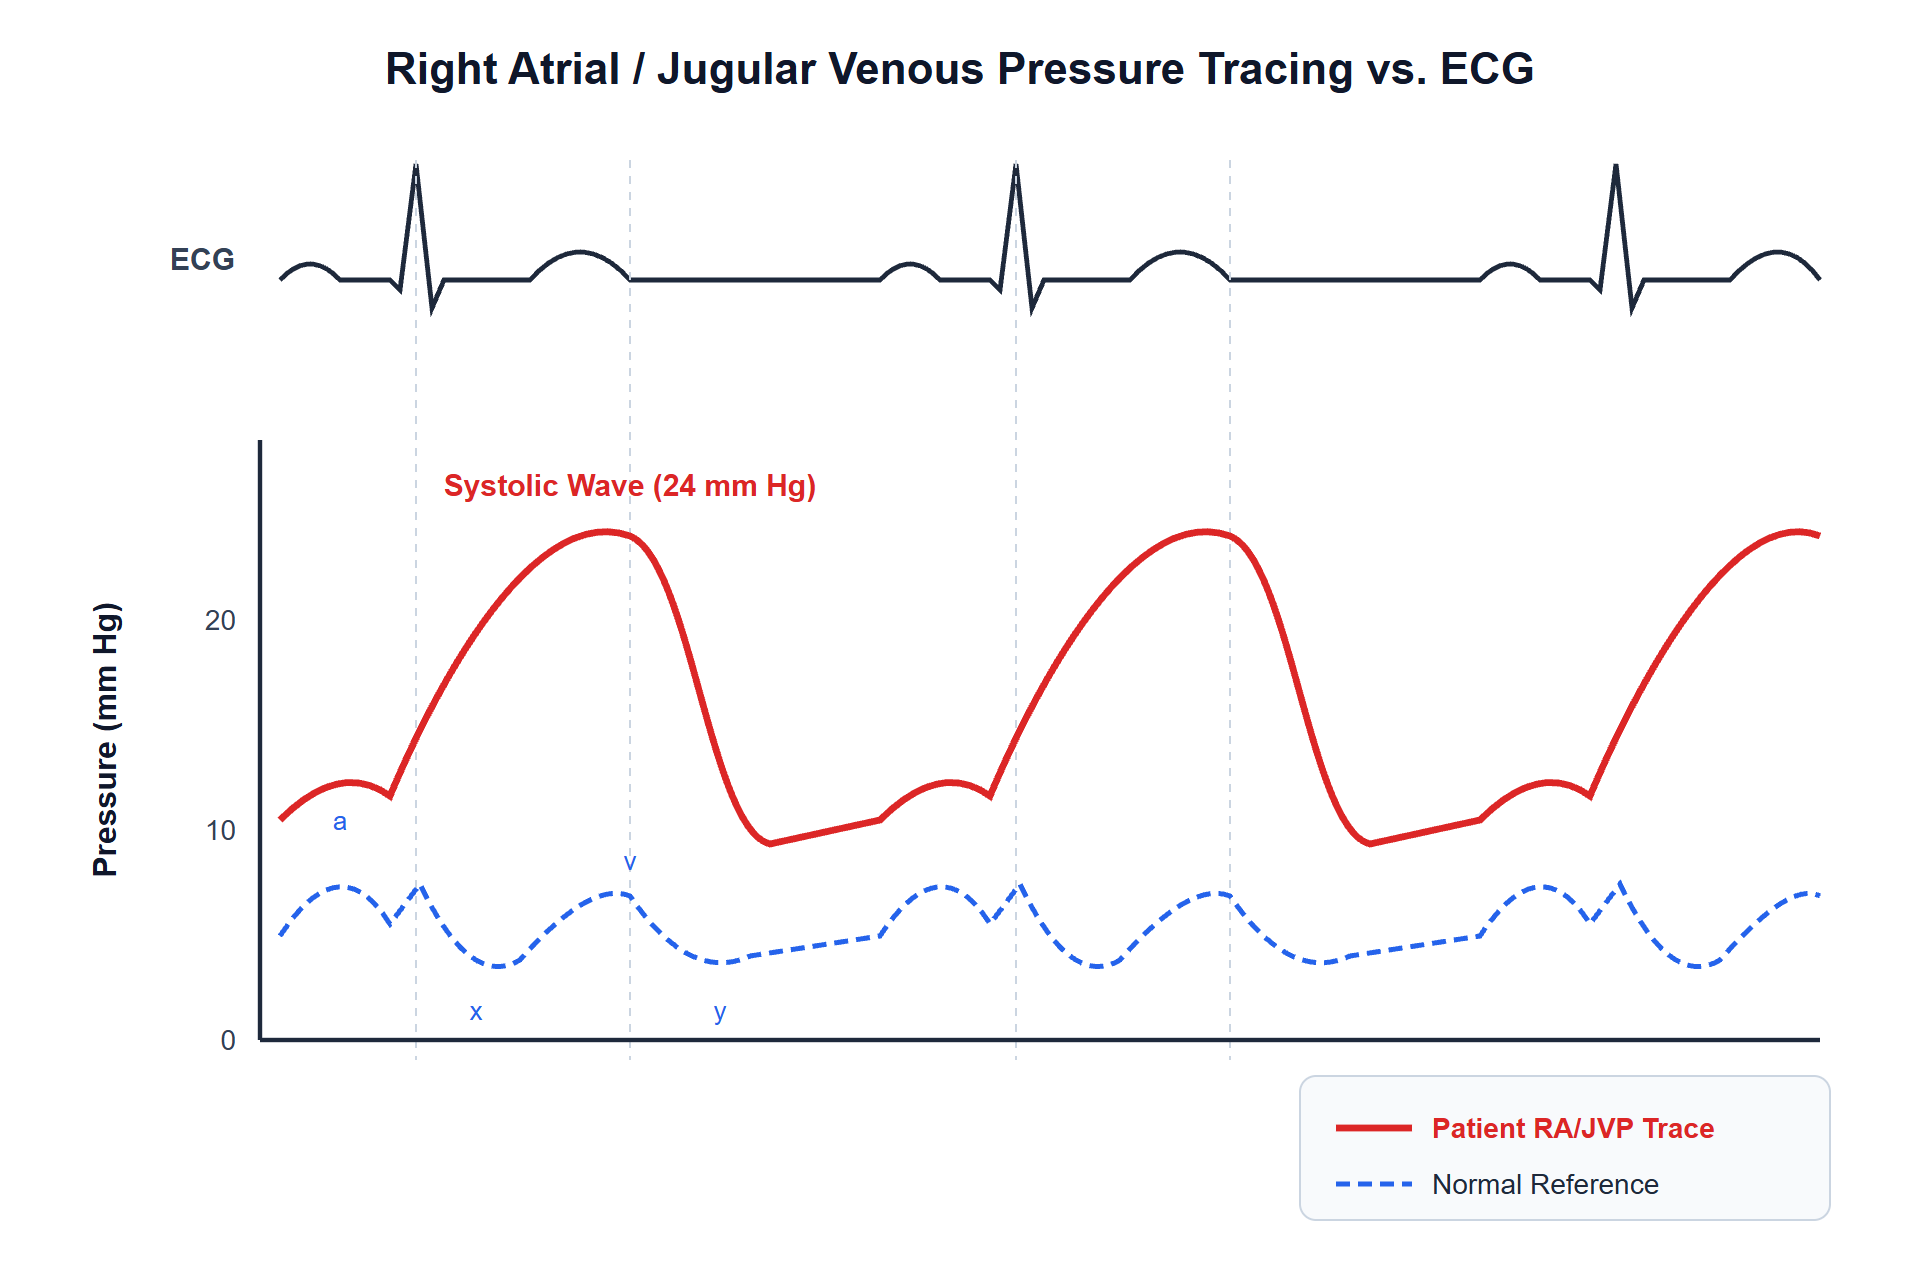 Right Atrial / Jugular Venous Pressure Tracing vs. ECG
ECG
Systolic Wave (24 mm Hg)
Pressure (mm Hg)
20
10
0
a
v
x
y
Patient RA/JVP Trace
Normal Reference